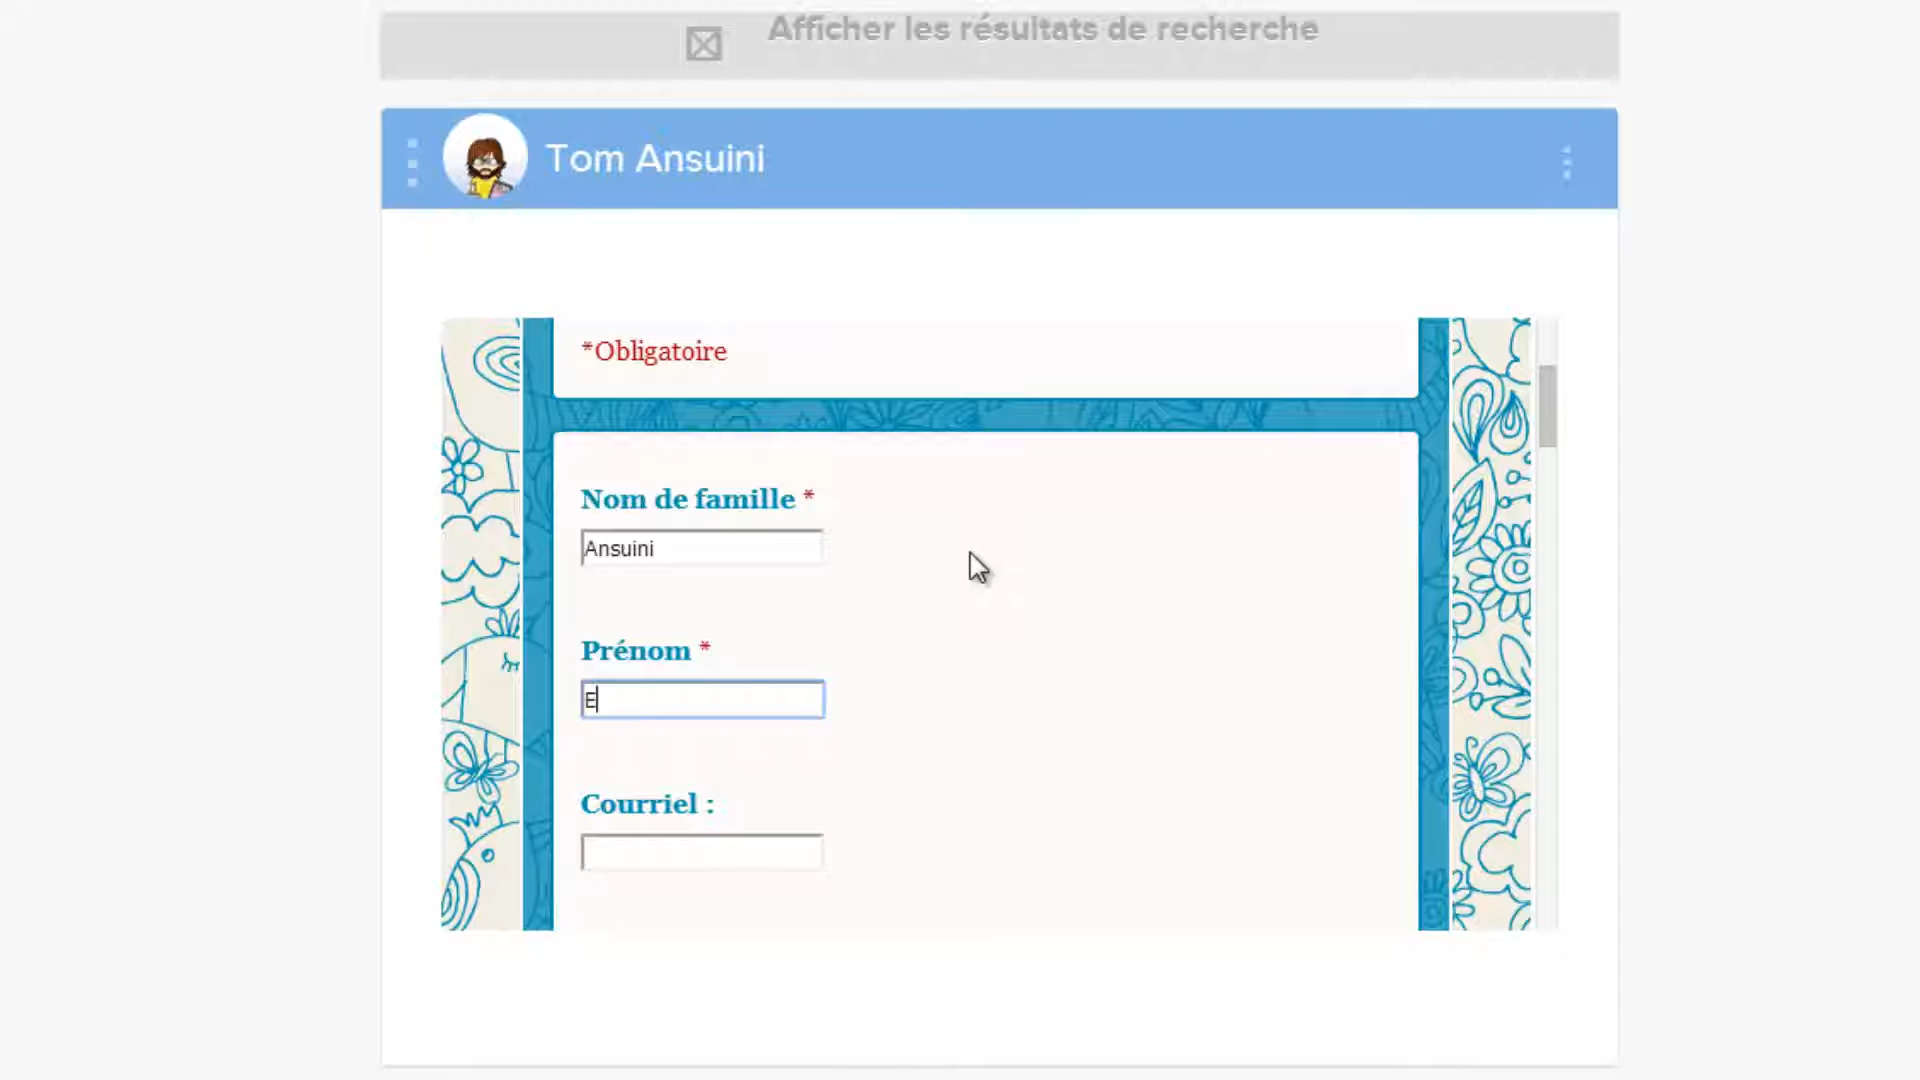 Afficher les résultats de recherche
Tom Ansuini
*Obligatoire
Nom de famille *
Ansuini
Prénom *
E
Courriel :